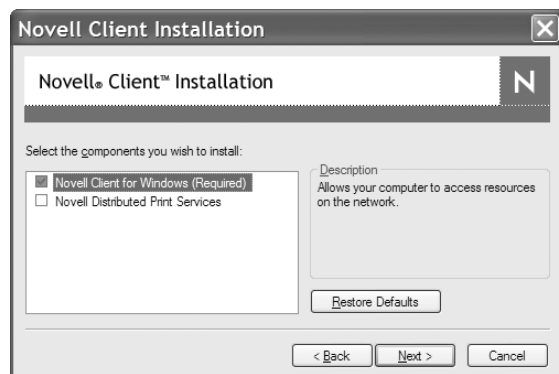 Novell Client Installation
Novell® Client™ Installation
N
Select the components you wish to install:
Novell Client for Windows (Required)
Novell Distributed Print Services
Description
Allows your computer to access resources
on the network.
Restore Defaults
< Back
Next >
Cancel